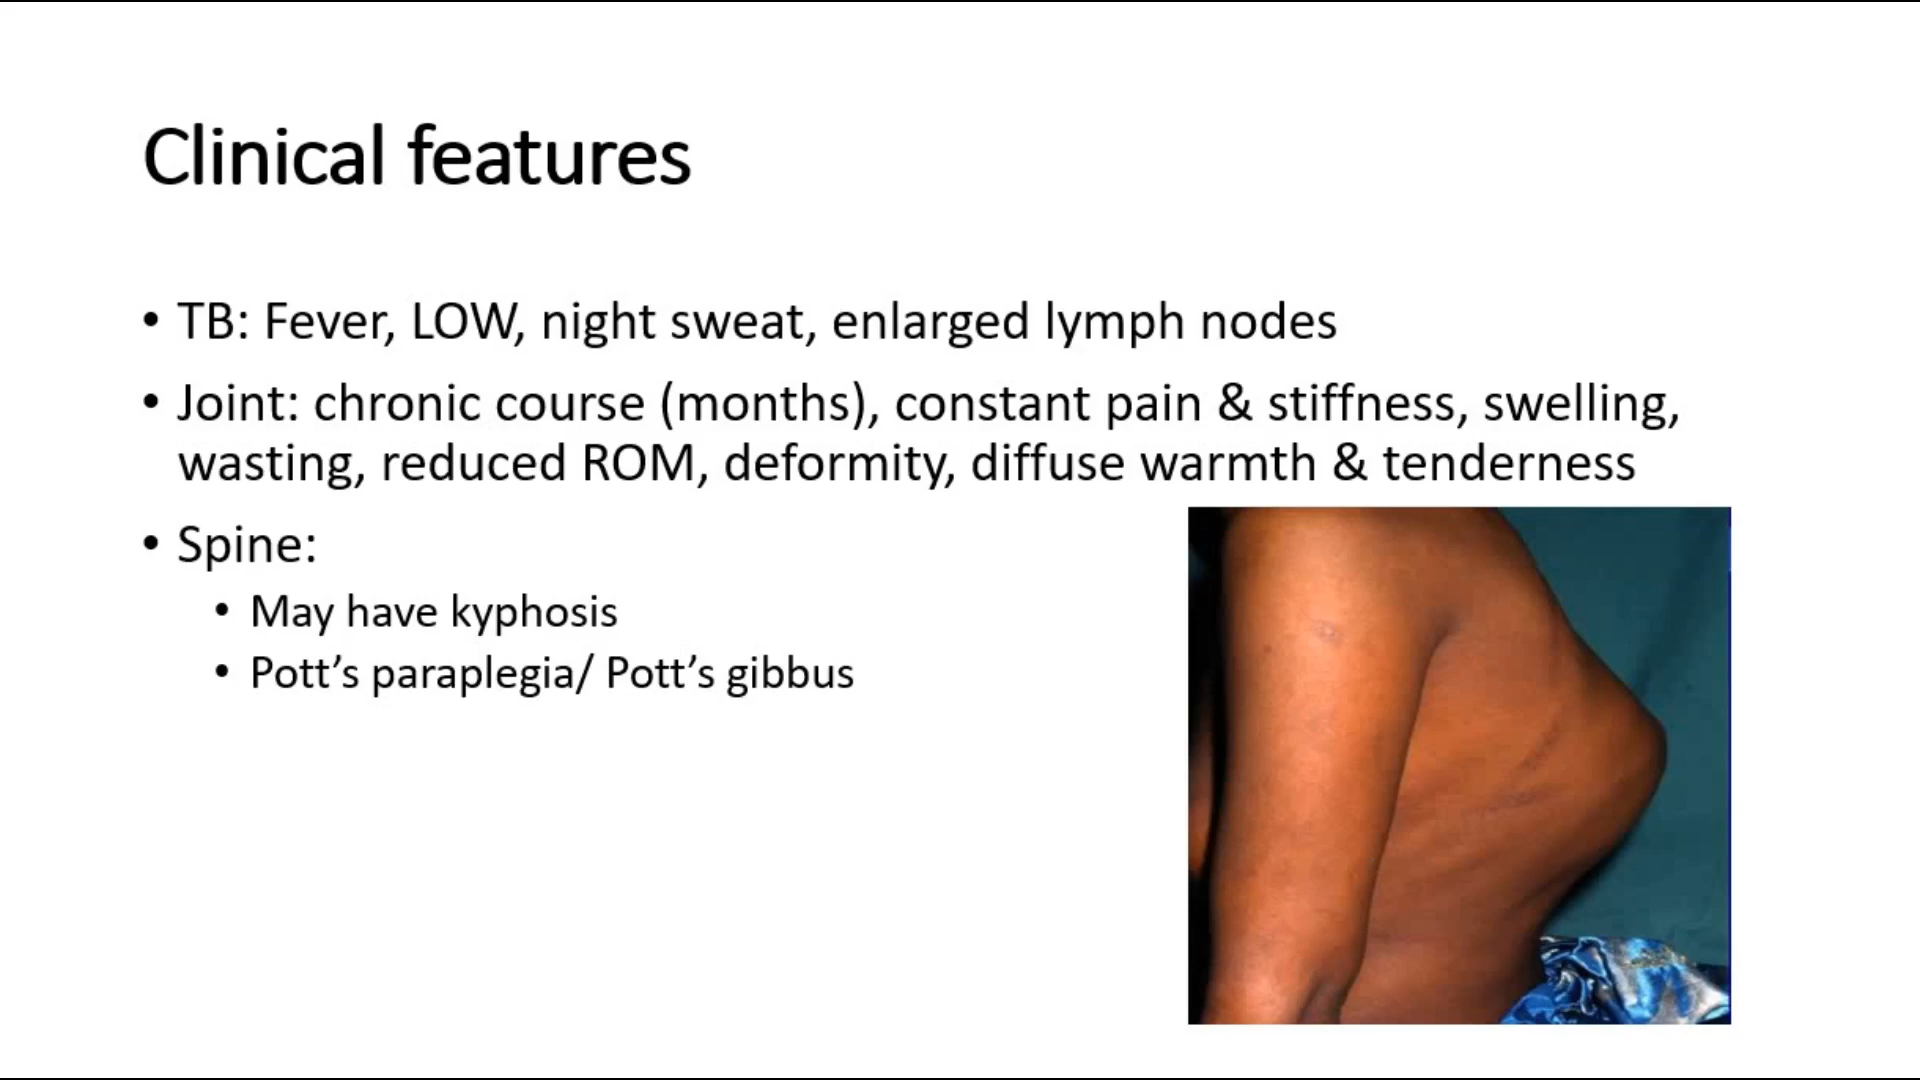 Clinical features
• TB: Fever, LOW, night sweat, enlarged lymph nodes
• Joint: chronic course (months), constant pain & stiffness, swelling,
wasting, reduced ROM, deformity, diffuse warmth & tenderness
• Spine:
• May have kyphosis
• Pott’s paraplegia/ Pott’s gibbus